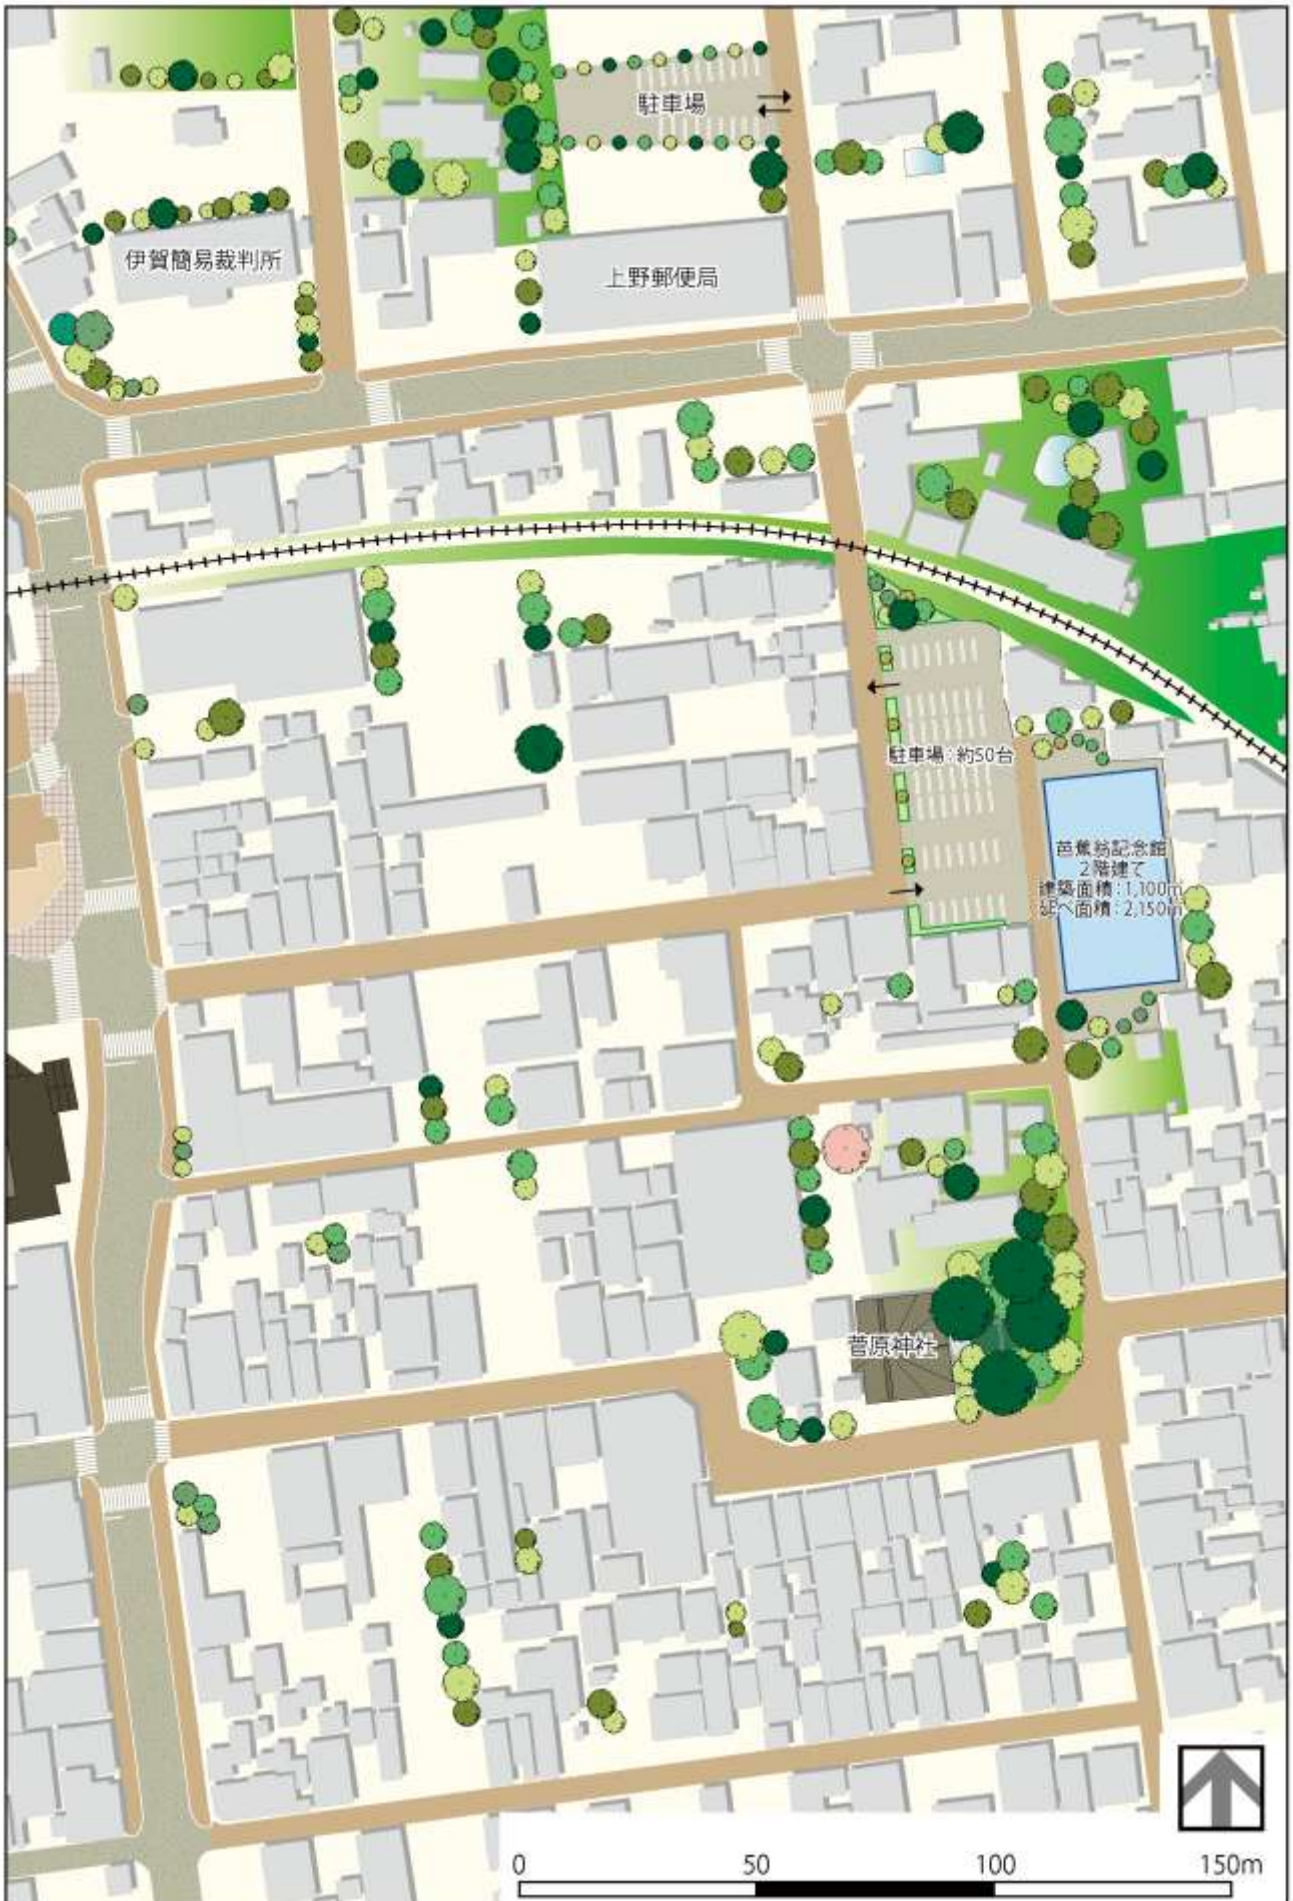 駐車場
伊賀簡易裁判所
上野郵便局
駐車場：約50台
芭蕉翁記念館
２階建て
建築面積：1,100㎡
延べ面積：2,150㎡
菅原神社
0 50 100 150m